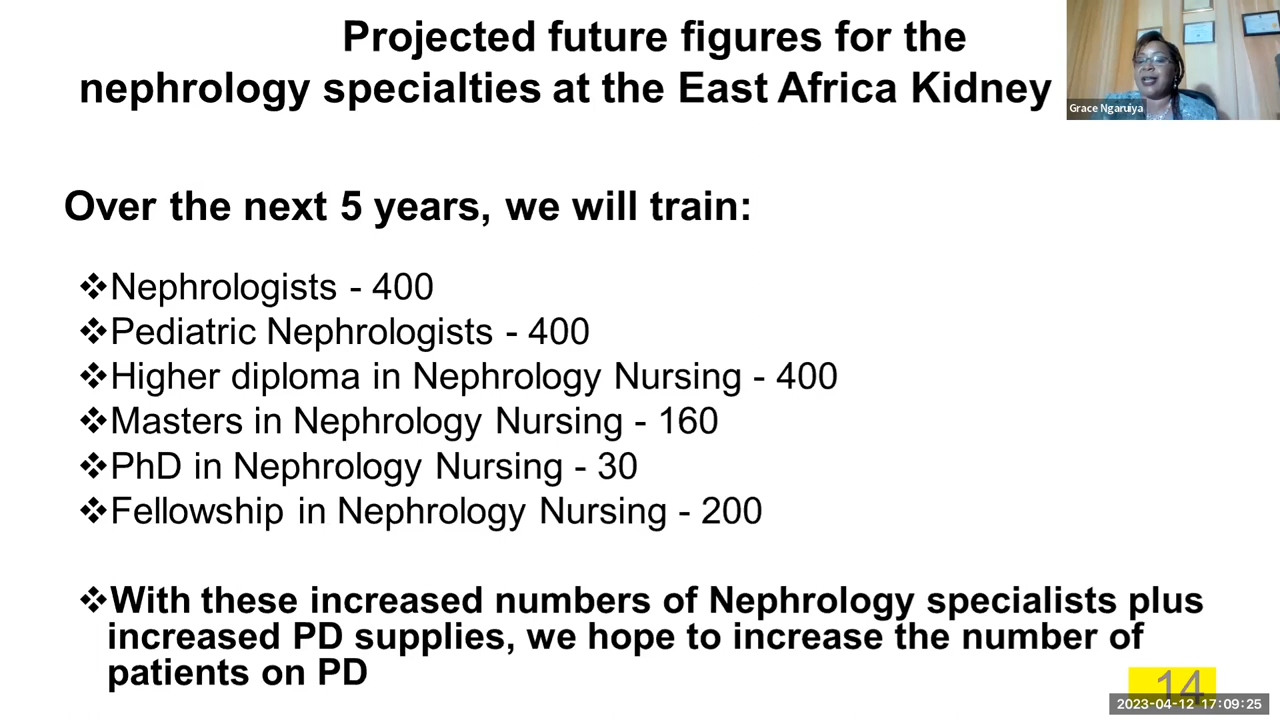 Projected future figures for the
nephrology specialties at the East Africa Kidney
Grace Ngaruiya
Over the next 5 years, we will train:
❖Nephrologists - 400
❖Pediatric Nephrologists - 400
❖Higher diploma in Nephrology Nursing - 400
❖Masters in Nephrology Nursing - 160
❖PhD in Nephrology Nursing - 30
❖Fellowship in Nephrology Nursing - 200
❖With these increased numbers of Nephrology specialists plus
increased PD supplies, we hope to increase the number of
patients on PD
14
2023-04-12 17:09:25